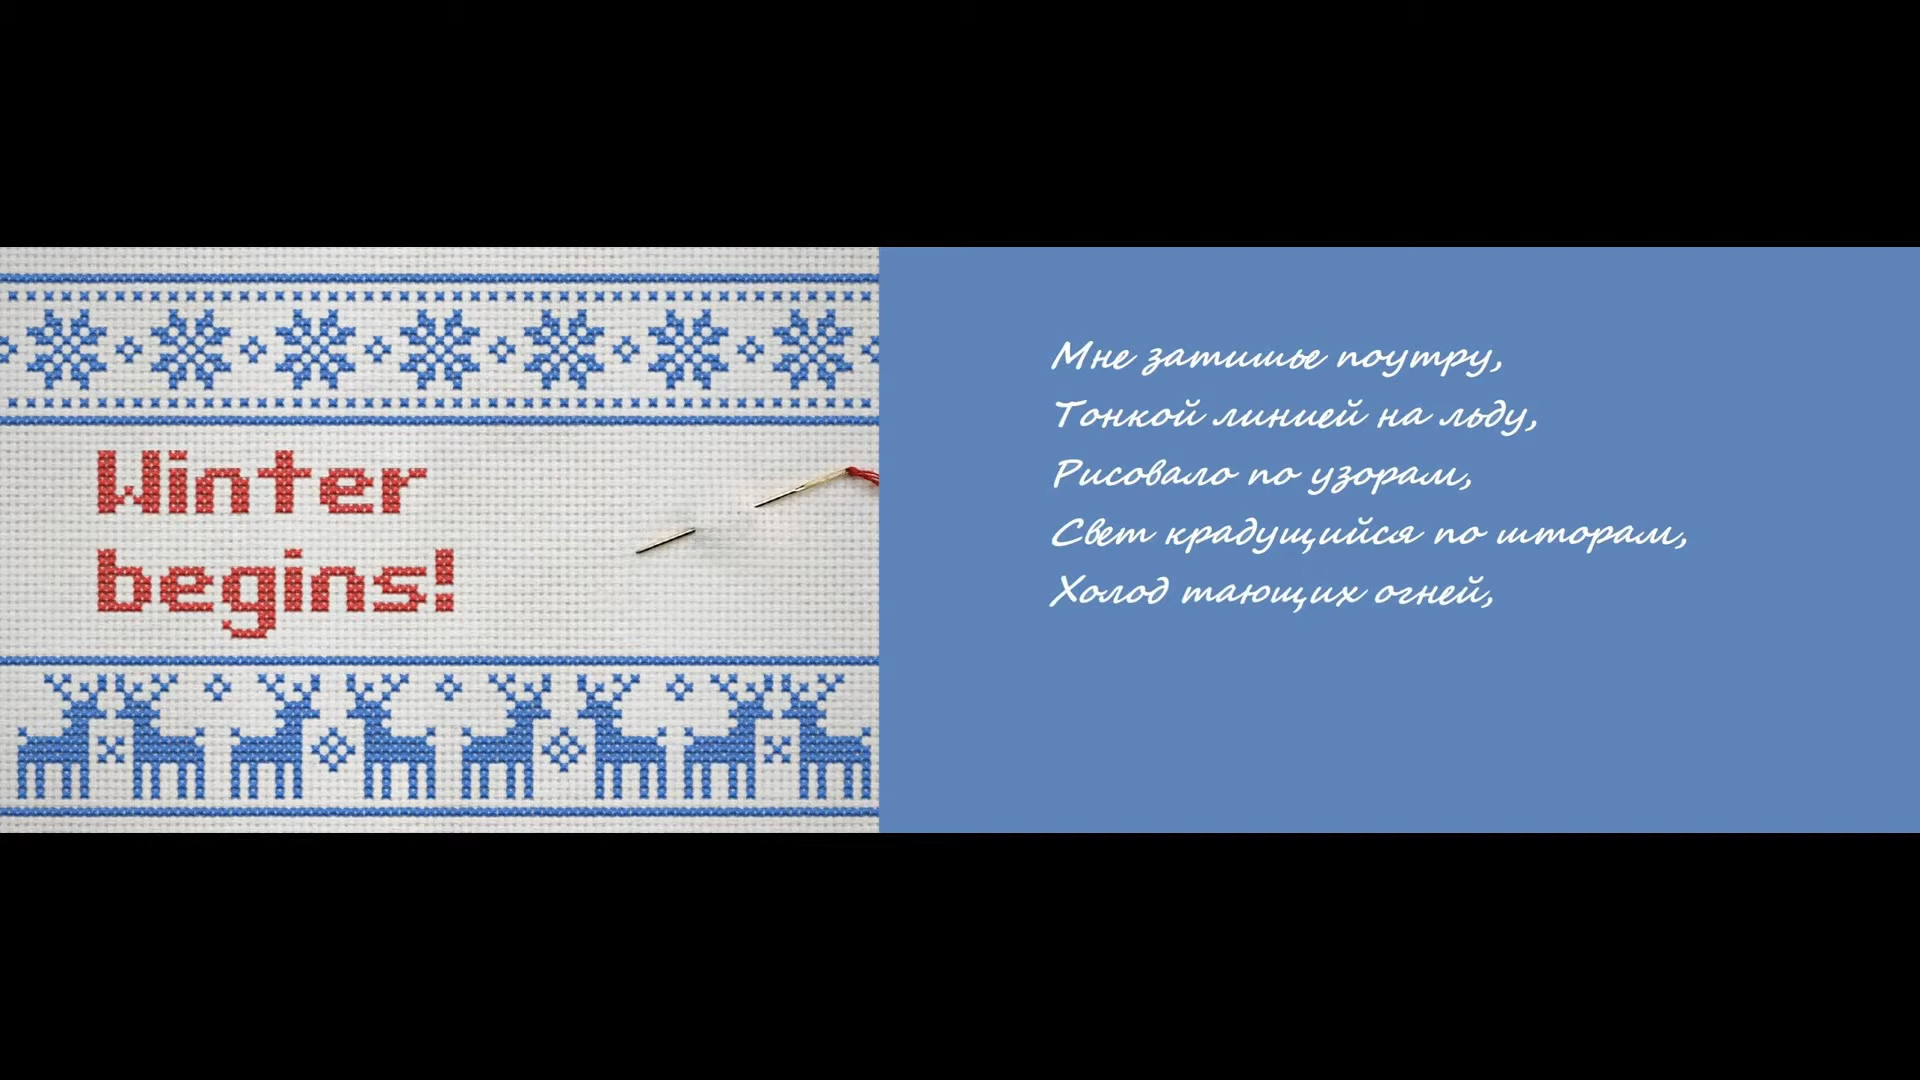 Winter
begins!
Мне затишье поутру,
Тонкой линией на льду,
Рисовало по узорам,
Свет крадущийся по шторам,
Холод тающих огней,